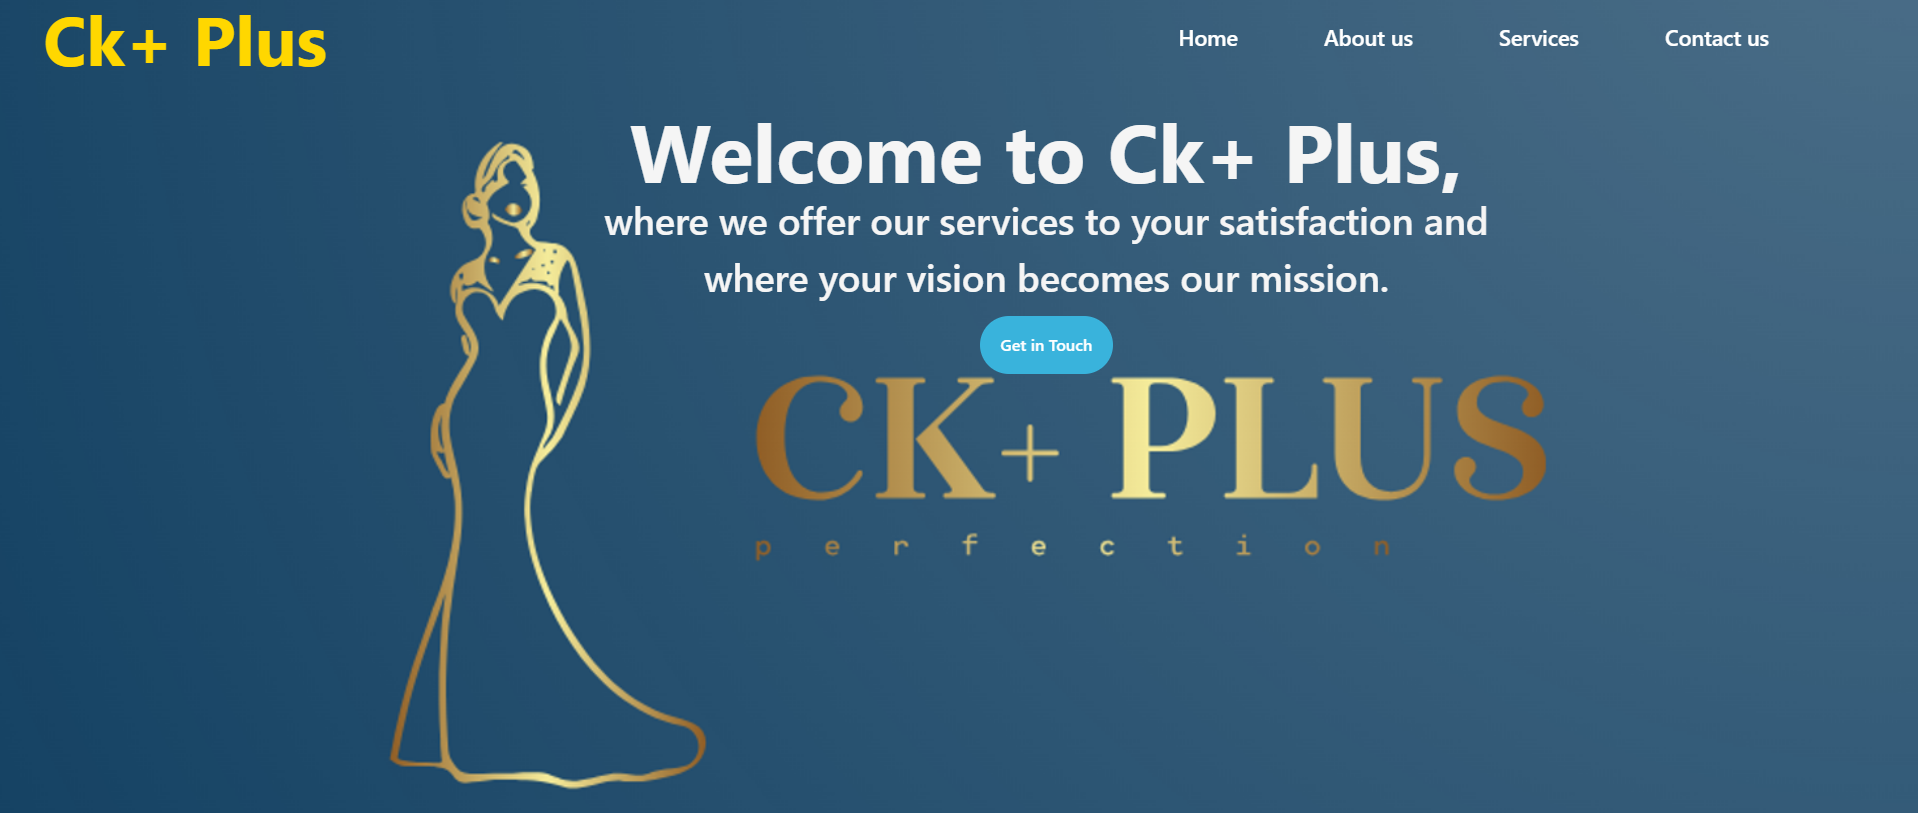 Ck+ Plus
Home About us Services Contact us
Welcome to Ck+ Plus,
where we offer our services to your satisfaction and
where your vision becomes our mission.
Get in Touch
CK+ PLUS
perfection